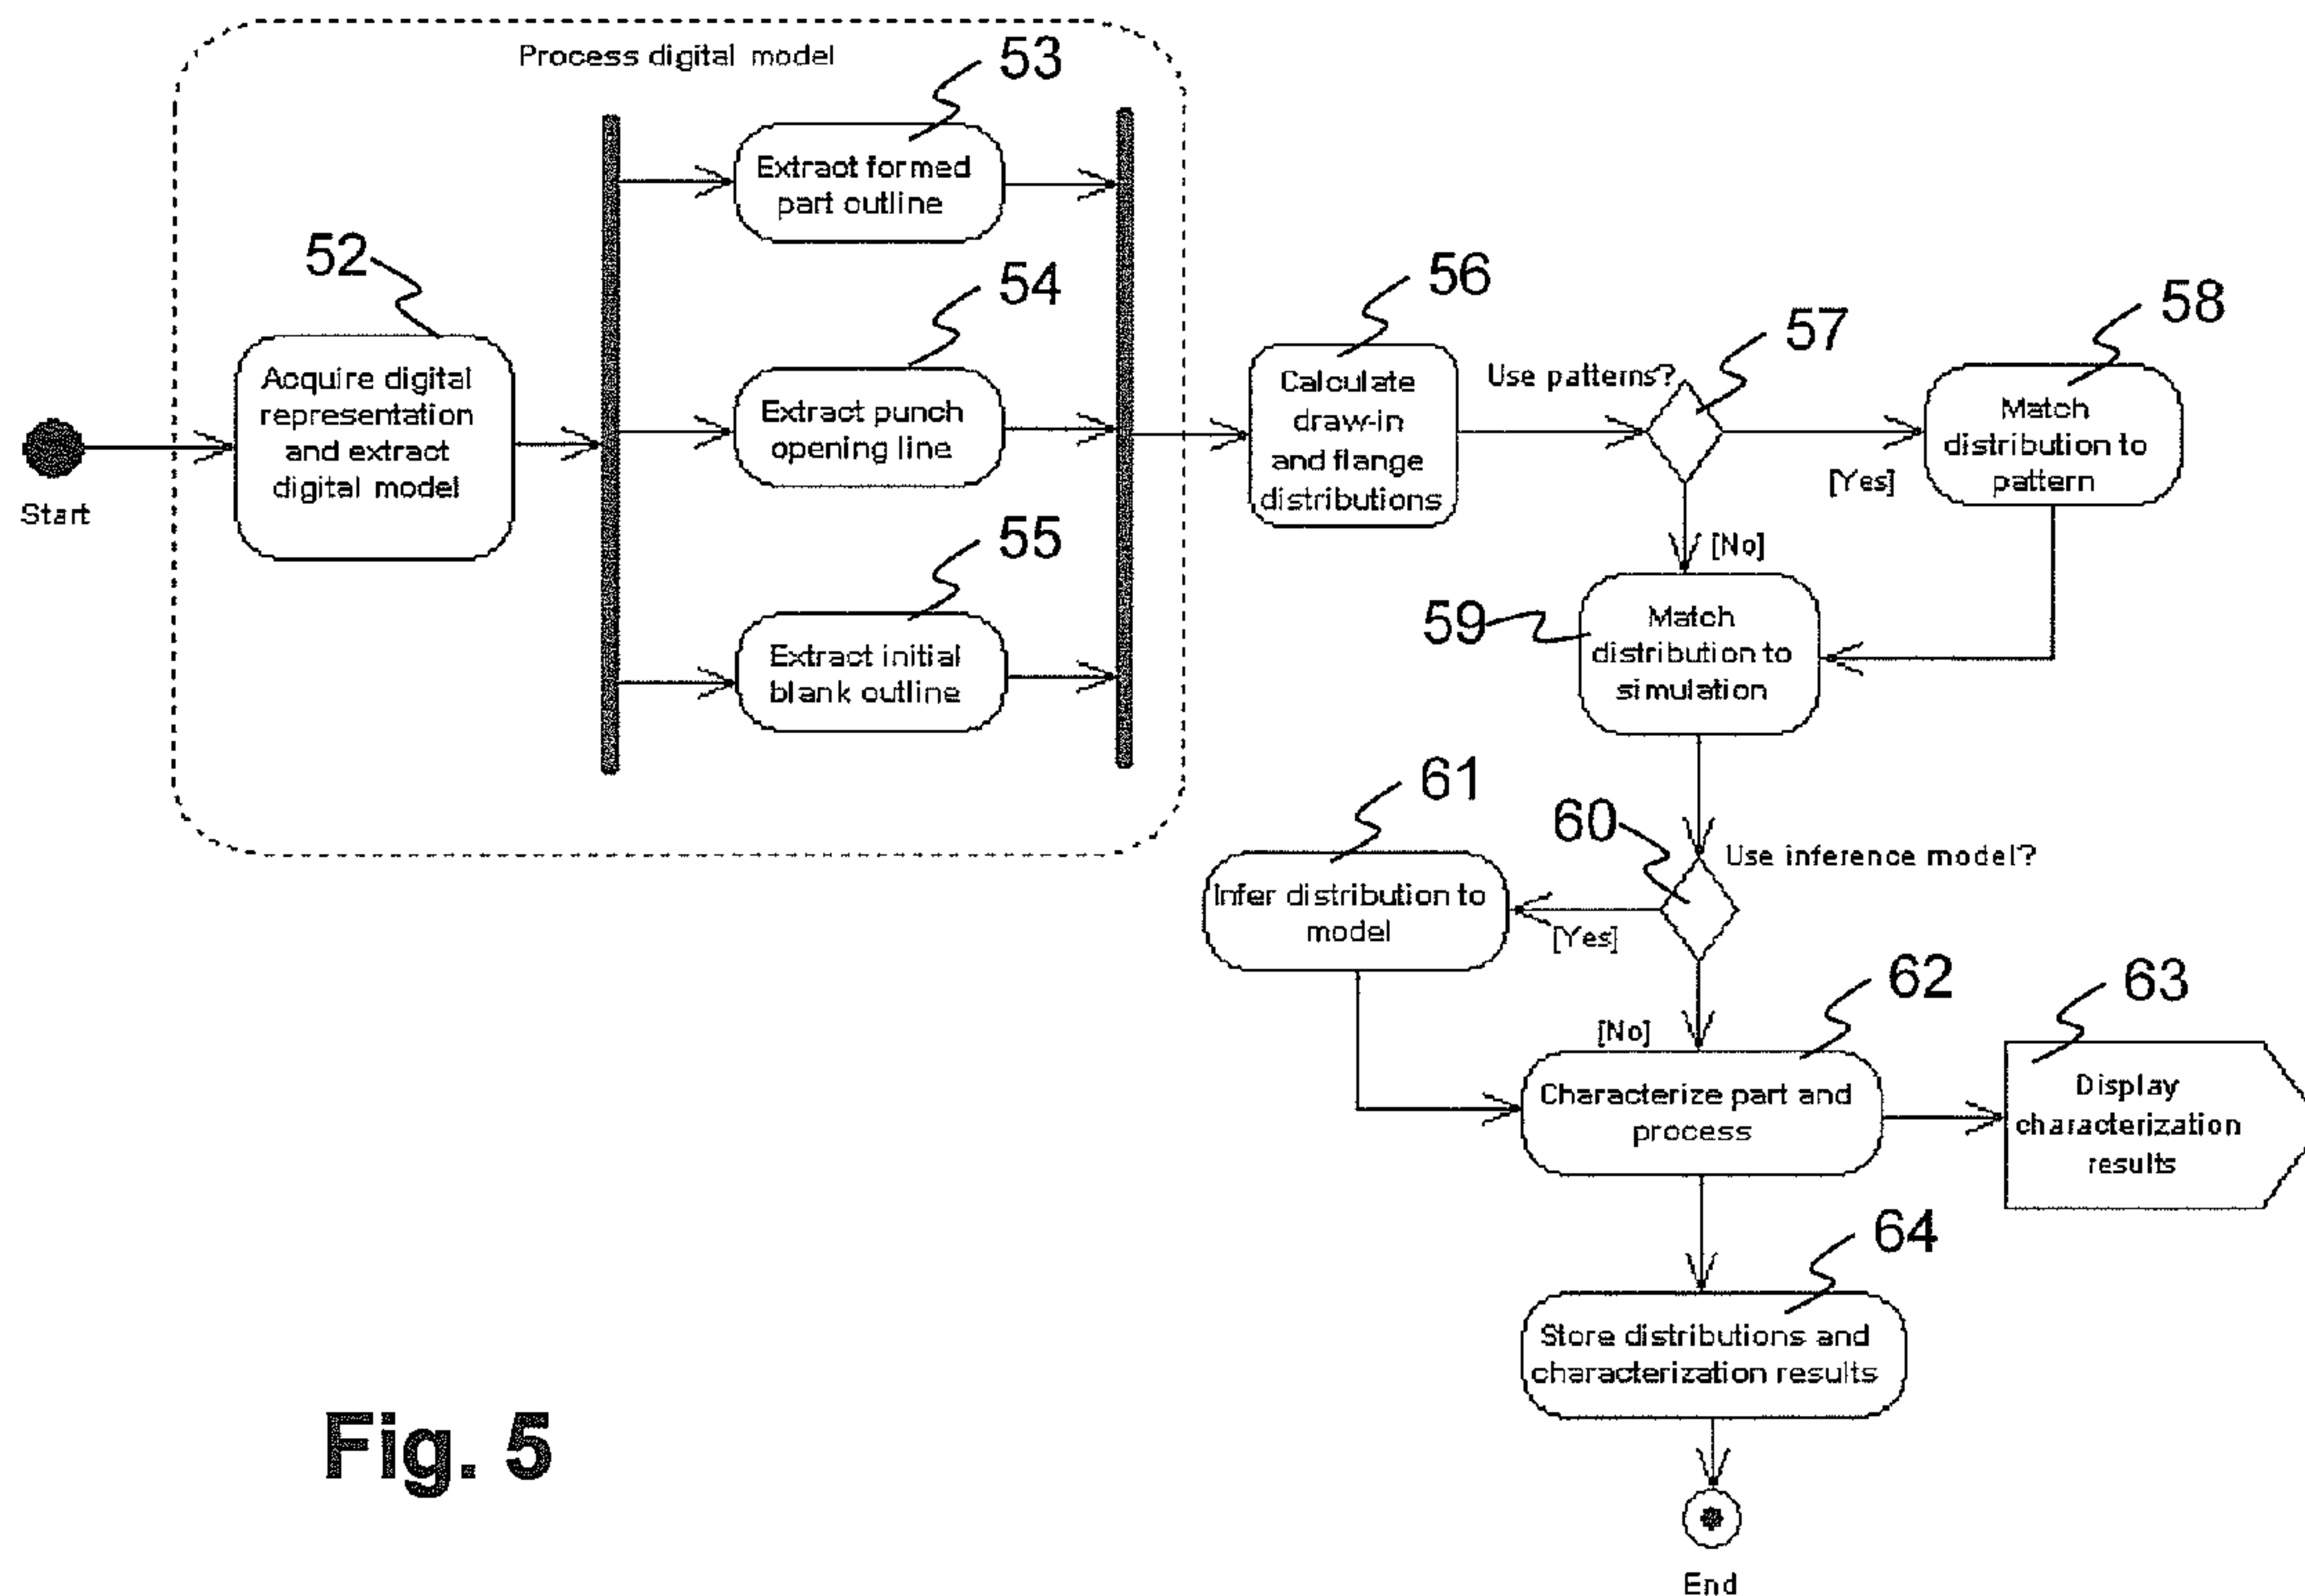 Process digital model
53
Extract formed
part outline
52
Acquire digital
representation
and extract
digital model
Start
54
Extract punch
opening line
55
Extract initial
blank outline
56
Calculate
draw-in
and flange
distributions
Use patterns?
57
[Yes]
[No]
58
Match
distribution to
pattern
59
Match
distribution to
simulation
60
Use inference model?
[Yes]
[No]
61
Infer distribution to
model
62
Characterize part and
process
63
Display
characterization
results
64
Store distributions and
characterization results
End
Fig. 5